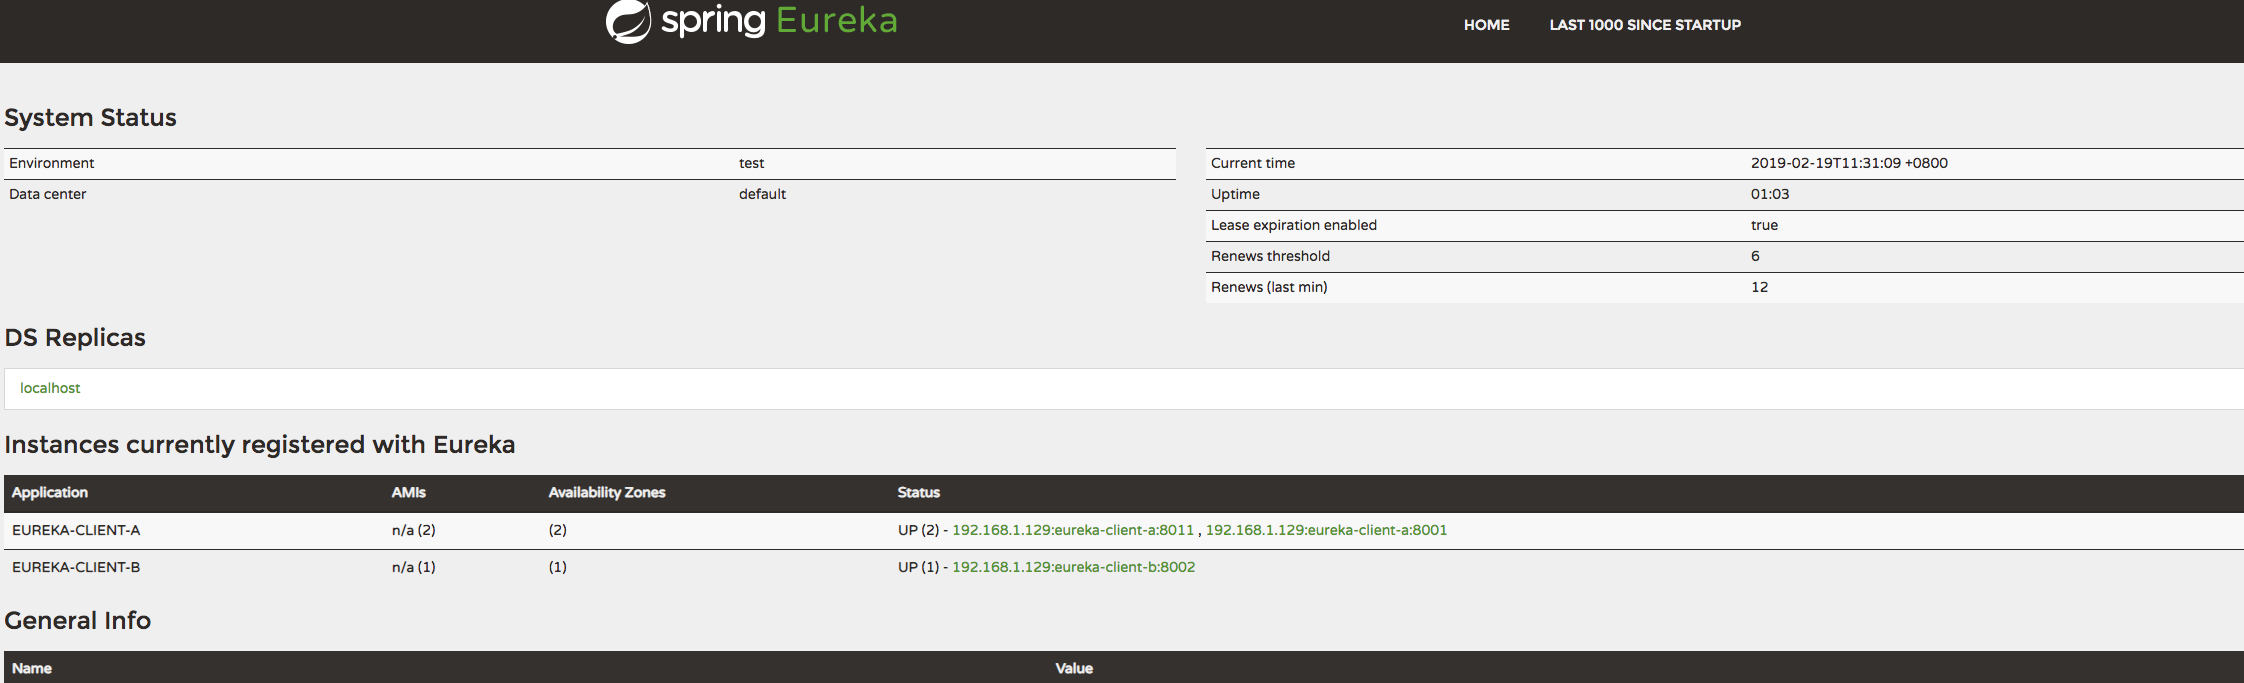 spring Eureka HOME LAST 1000 SINCE STARTUP
System Status
Environment test
Data center default
Current time 2019-02-19T11:31:09 +0800
Uptime 01:03
Lease expiration enabled true
Renews threshold 6
Renews (last min) 12
DS Replicas
localhost
Instances currently registered with Eureka
Application AMIs Availability Zones Status
EUREKA-CLIENT-A n/a (2) (2) UP (2) - 192.168.1.129:eureka-client-a:8011 , 192.168.1.129:eureka-client-a:8001
EUREKA-CLIENT-B n/a (1) (1) UP (1) - 192.168.1.129:eureka-client-b:8002
General Info
Name Value